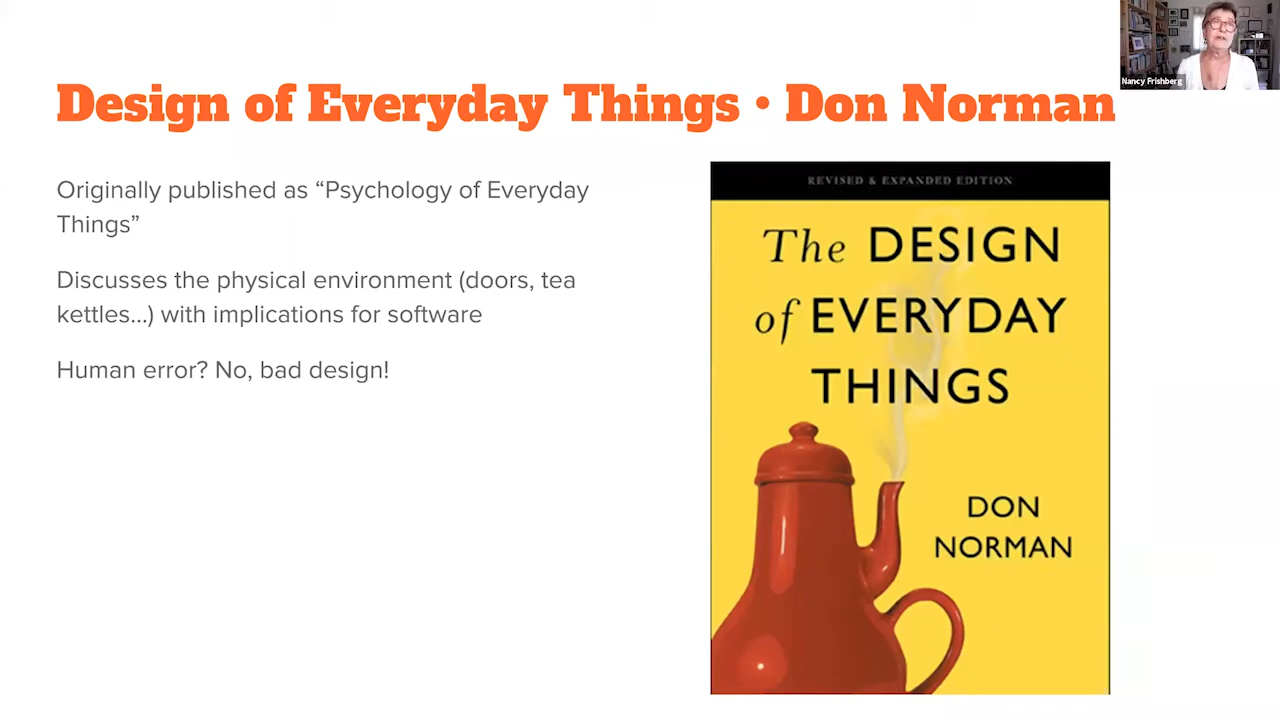 Nancy Frishberg
Design of Everyday Things • Don Norman
Originally published as “Psychology of Everyday
Things”
Discusses the physical environment (doors, tea
kettles...) with implications for software
Human error? No, bad design!
REVISED & EXPANDED EDITION
The DESIGN
of EVERYDAY
THINGS
DON
NORMAN